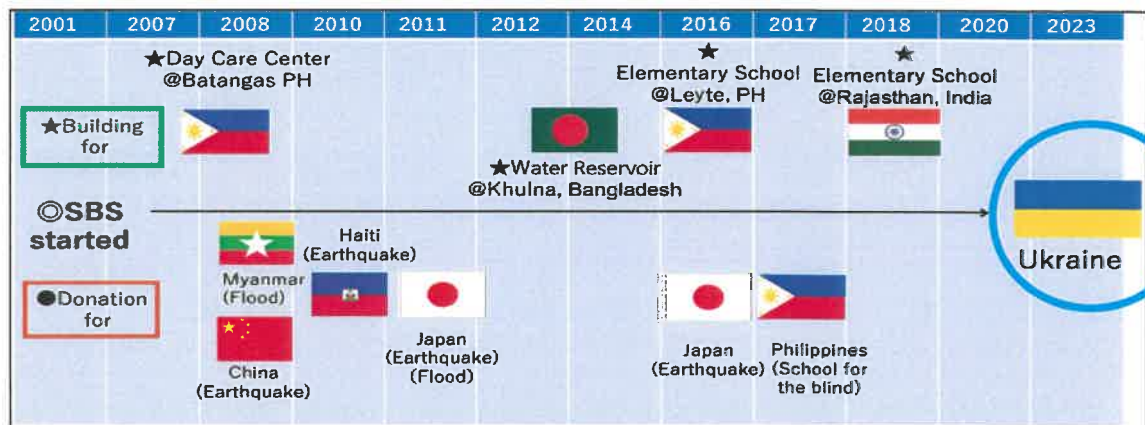 2001 2007 2008 2010 2011 2012 2014 2016 2017 2018 2020 2023
★Day Care Center
@Batangas PH
Elementary School
@Leyte, PH
Elementary School
@Rajasthan, India
★Building
for
★Water Reservoir
@Khulna, Bangladesh
◎SBS
started
Ukraine
●Donation
for
Myanmar
(Flood)
China
(Earthquake)
Haiti
(Earthquake)
Japan
(Earthquake)
(Flood)
Japan
(Earthquake)
Philippines
(School for
the blind)